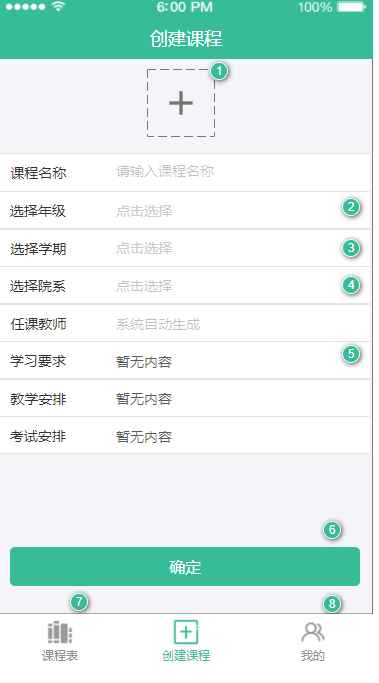 6:00 PM 100%
创建课程
1
课程名称 请输入课程名称
选择年级 点击选择 2
选择学期 点击选择 3
选择院系 点击选择 4
任课教师 系统自动生成
学习要求 暂无内容 5
教学安排 暂无内容
考试安排 暂无内容
6
确定
7 8
课程表 创建课程 我的